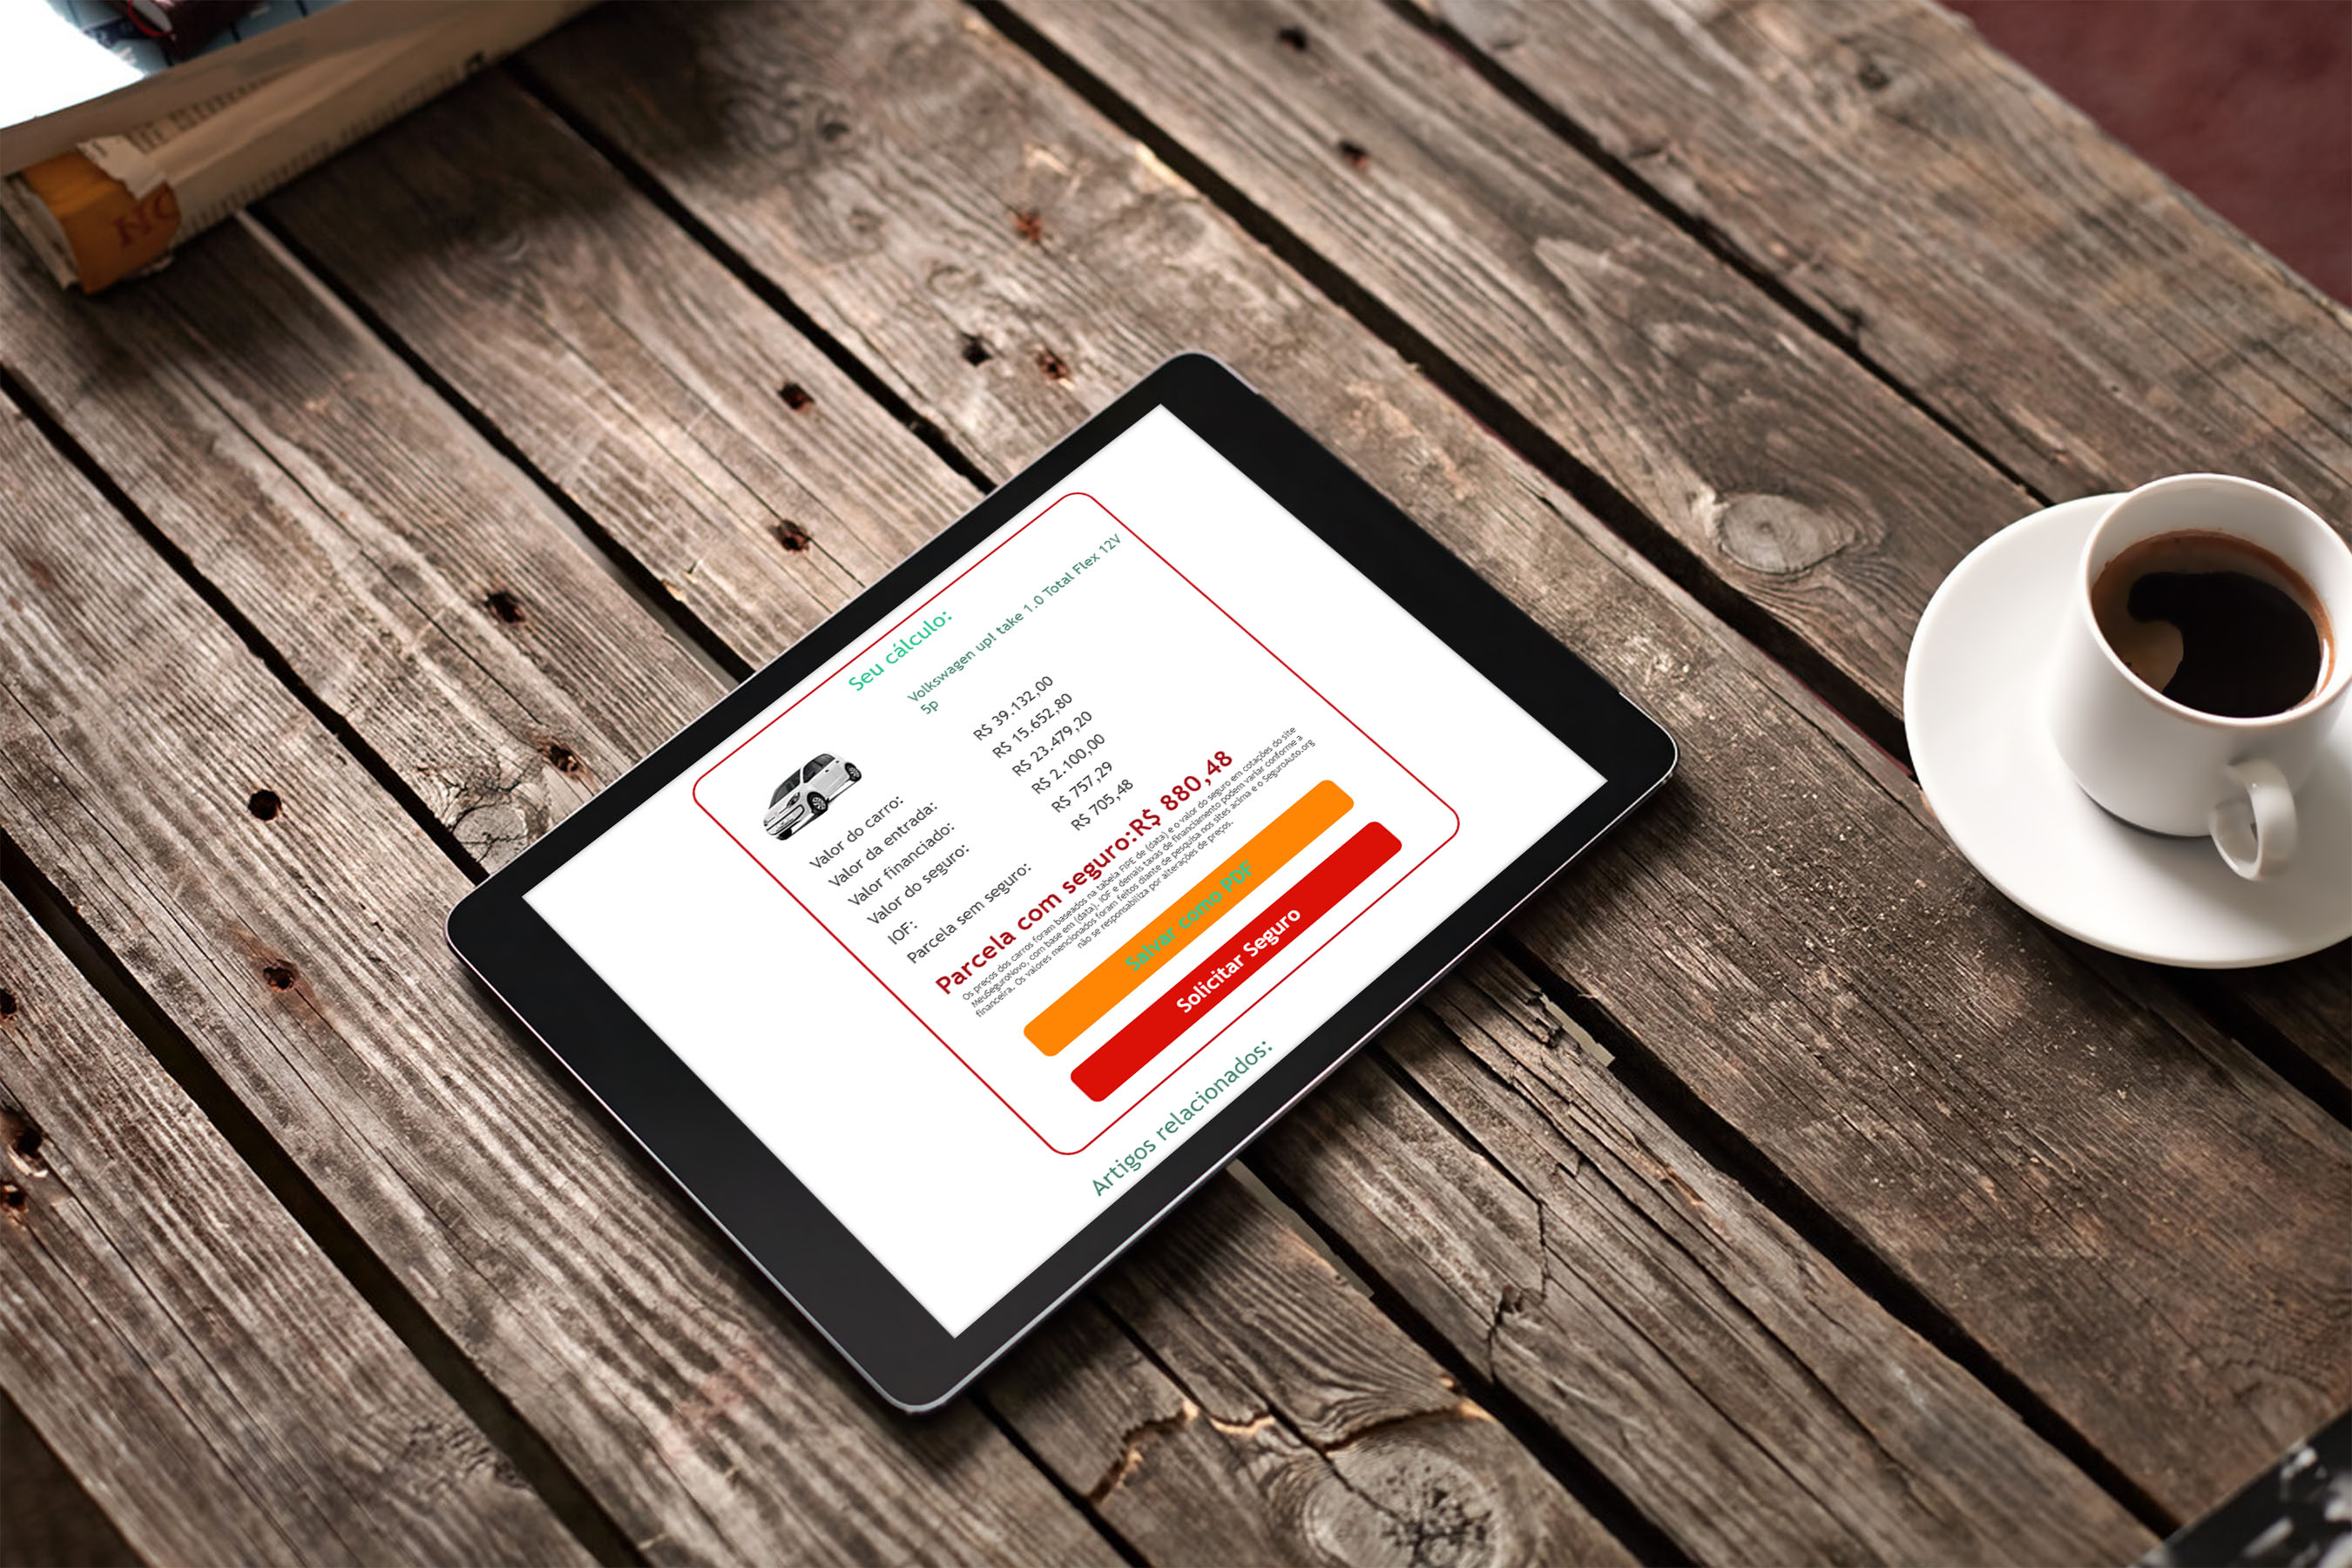 Seu cálculo:
Volkswagen up! take 1.0 Total Flex 12V
5p
Valor do carro: R$ 39.132,00
Valor da entrada: R$ 15.652,80
Valor financiado: R$ 23.479,20
Valor do seguro: R$ 2.100,00
IOF: R$ 757,29
Parcela sem seguro: R$ 705,48
Parcela com seguro:R$ 880,48
Os preços dos carros foram baseados na tabela FIPE de (data) e o valor do seguro em cotações do site
MeuSeguroNovo, com base em (data). IOF e demais taxas de financiamento podem variar conforme a
financeira. Os valores mencionados foram feitos diante de pesquisa nos sites acima e o SeguroAuto.org
não se responsabiliza por alterações de preços.
Salvar como PDF
Solicitar Seguro
Artigos relacionados: